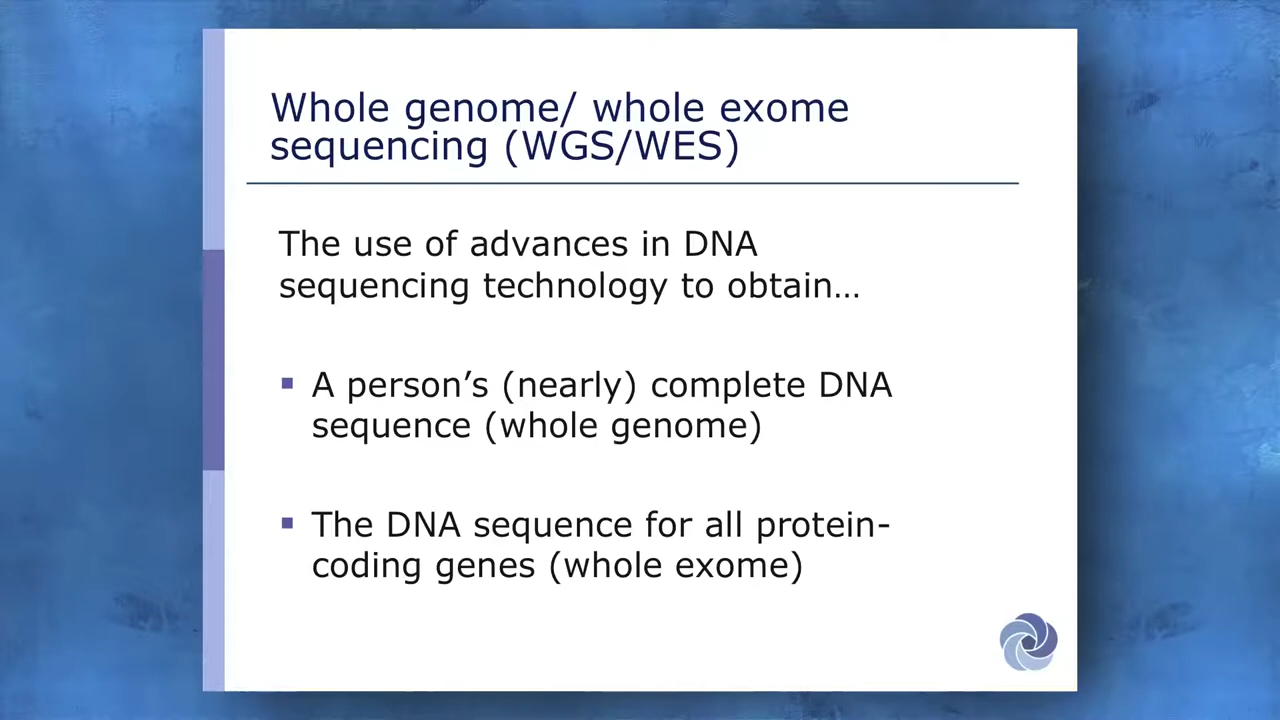 Whole genome/ whole exome
sequencing (WGS/WES)
The use of advances in DNA
sequencing technology to obtain…
▪ A person’s (nearly) complete DNA
sequence (whole genome)
▪ The DNA sequence for all protein-
coding genes (whole exome)